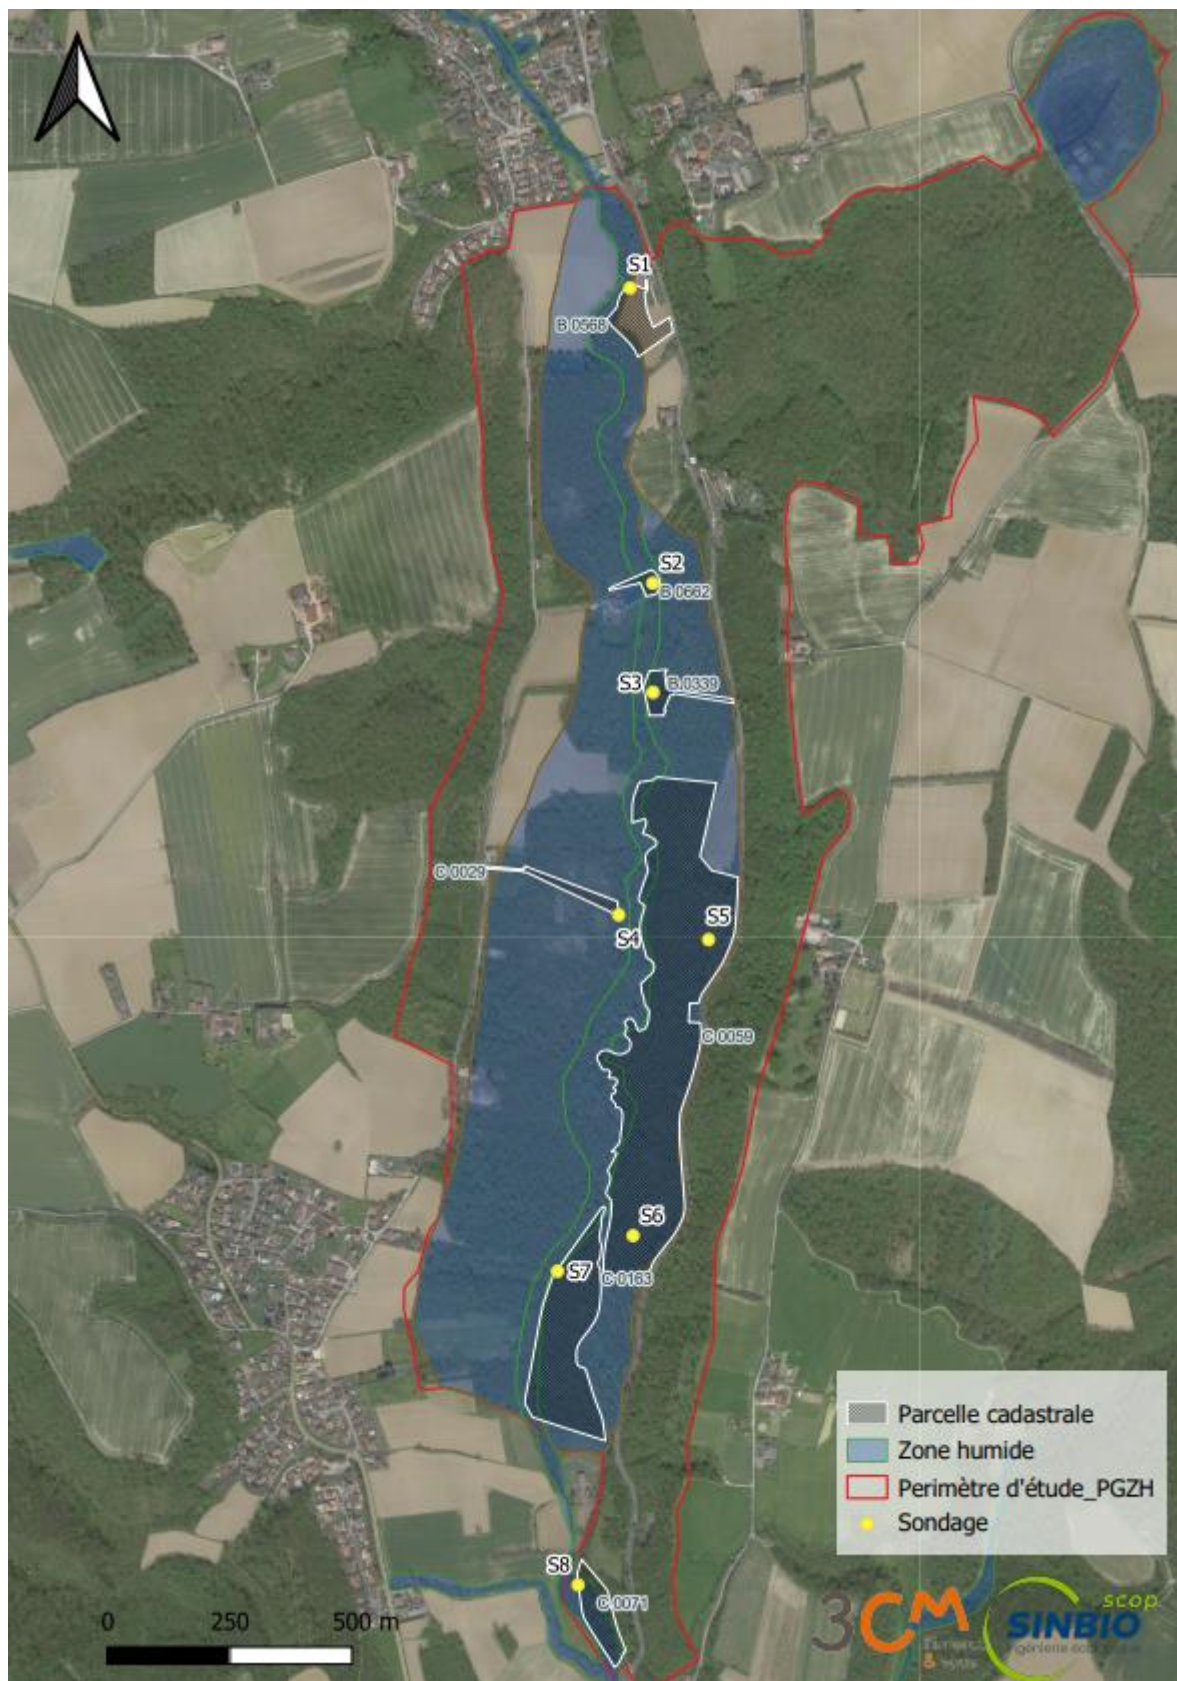 S1
B 0568
S2
B 0662
S3
B 0339
C 0029
S4
S5
C 0059
S6
S7
C 0163
Parcelle cadastrale
Zone humide
Perimètre d'étude_PGZH
Sondage
S8
C 0071
0 250 500 m
3CM
&
scop
SINBIO